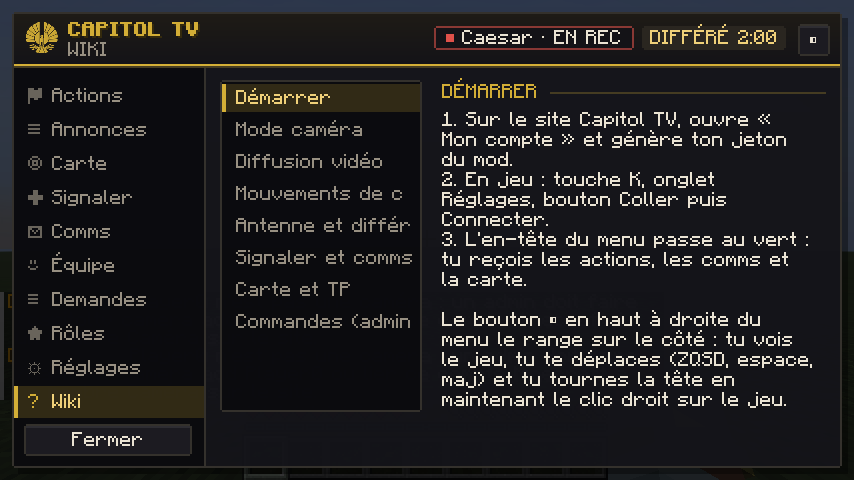 CAPITOL TV
WIKI
Caesar · EN REC
DIFFÉRÉ 2:00
Actions
Annonces
Carte
Signaler
Comms
Équipe
Demandes
Rôles
Réglages
? Wiki
Fermer
Démarrer
Mode caméra
Diffusion vidéo
Mouvements de c
Antenne et différ
Signaler et comms
Carte et TP
Commandes (admin
DÉMARRER
1. Sur le site Capitol TV, ouvre «
Mon compte » et génère ton jeton
du mod.
2. En jeu : touche K, onglet
Réglages, bouton Coller puis
Connecter.
3. L'en-tête du menu passe au vert :
tu reçois les actions, les comms et
la carte.
Le bouton ¤ en haut à droite du
menu le range sur le côté : tu vois
le jeu, tu te déplaces (ZQSD, espace,
maj) et tu tournes la tête en
maintenant le clic droit sur le jeu.